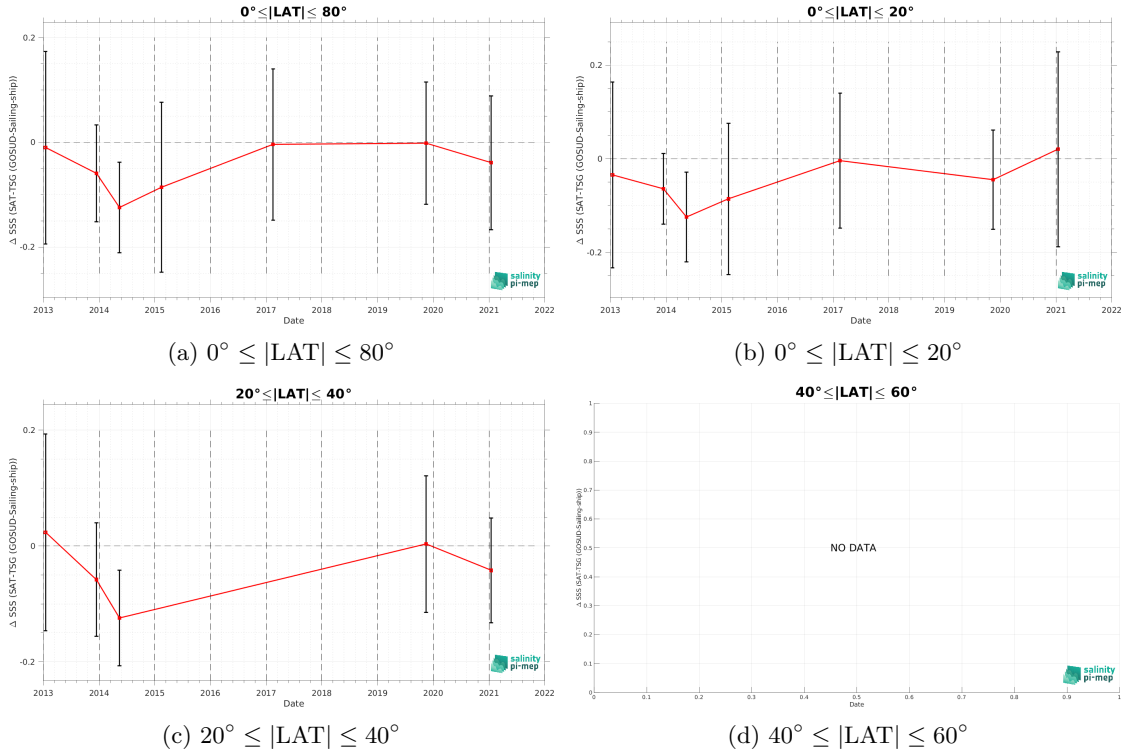 0°≤|LAT|≤ 80°
Δ SSS (SAT-TSG (GOSUD-Sailing-ship))
0.2
0
-0.2
salinity
pi-mep
2013 2014 2015 2016 2017 2018 2019 2020 2021 2022
Date
(a) 0° ≤ |LAT| ≤ 80°
0°≤|LAT|≤ 20°
Δ SSS (SAT-TSG (GOSUD-Sailing-ship))
0.2
0
-0.2
salinity
pi-mep
2013 2014 2015 2016 2017 2018 2019 2020 2021 2022
Date
(b) 0° ≤ |LAT| ≤ 20°
20°≤|LAT|≤ 40°
Δ SSS (SAT-TSG (GOSUD-Sailing-ship))
0.2
0
-0.2
salinity
pi-mep
2013 2014 2015 2016 2017 2018 2019 2020 2021 2022
Date
(c) 20° ≤ |LAT| ≤ 40°
40°≤|LAT|≤ 60°
Δ SSS (SAT-TSG (GOSUD-Sailing-ship))
1
0.9
0.8
0.7
0.6
0.5
0.4
0.3
0.2
0.1
0
NO DATA
salinity
pi-mep
0 0.1 0.2 0.3 0.4 0.5 0.6 0.7 0.8 0.9 1
Date
(d) 40° ≤ |LAT| ≤ 60°